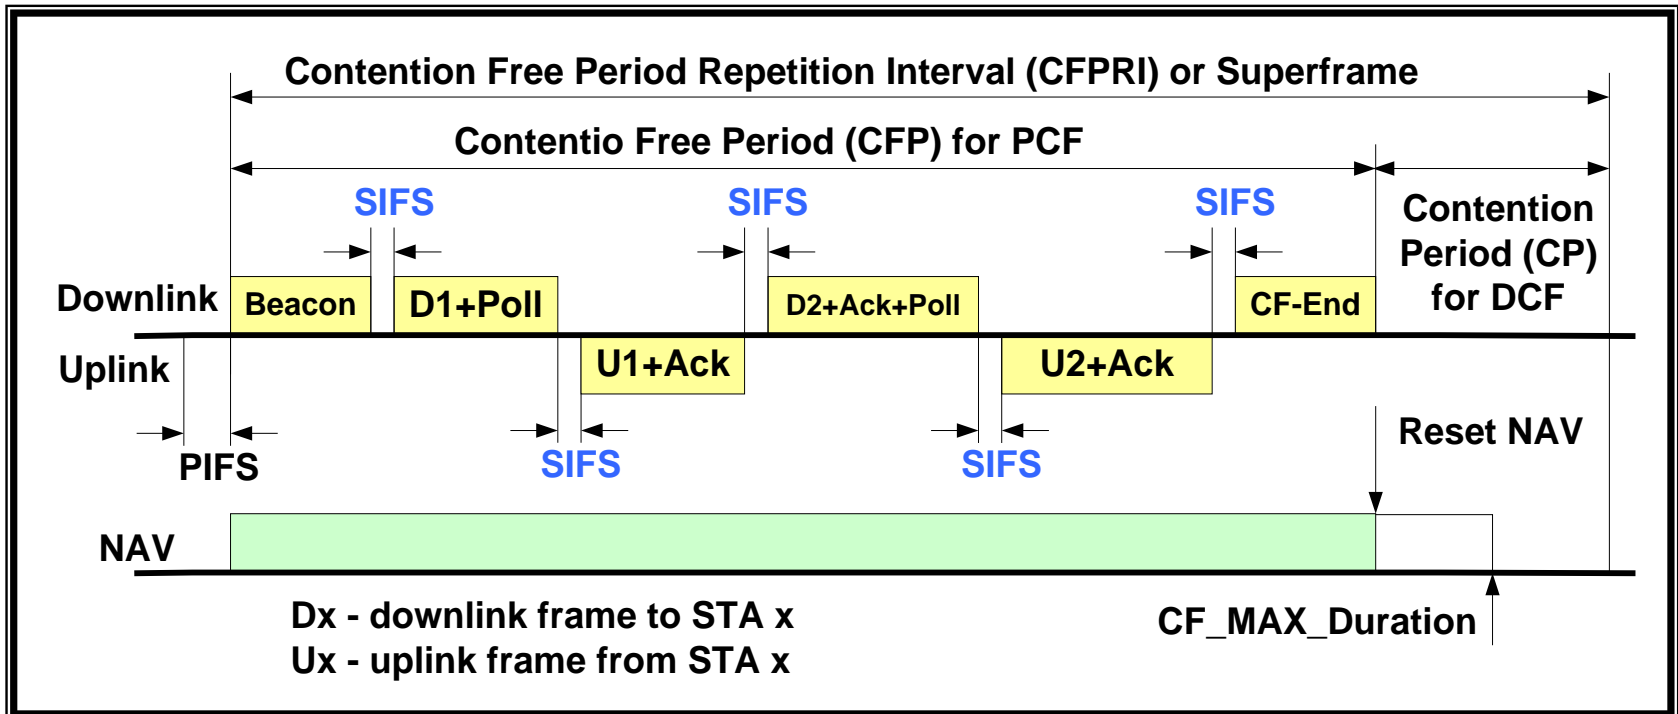 Contention Free Period Repetition Interval (CFPRI) or Superframe
Contentio Free Period (CFP) for PCF
SIFS
SIFS
SIFS
Contention
Period (CP)
for DCF
Downlink
Beacon
D1+Poll
D2+Ack+Poll
CF-End
Uplink
U1+Ack
U2+Ack
PIFS
SIFS
SIFS
Reset NAV
NAV
CF_MAX_Duration
Dx - downlink frame to STA x
Ux - uplink frame from STA x